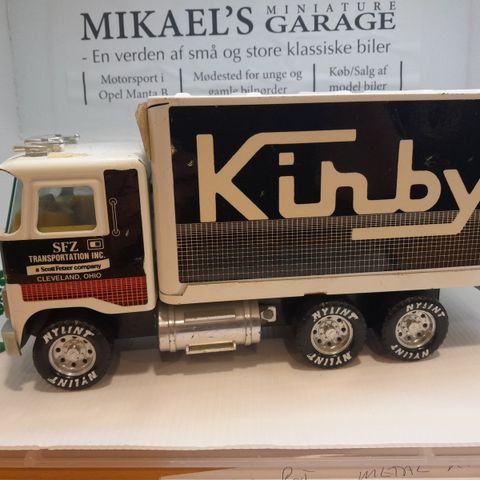 MIKAEL'S MINIATURE GARAGE
- En verden af små og store klassiske biler
Motorsport i
Opel Manta B
Mødested for unge og
gamle bilnørder
Køb/Salg af
model biler
Kirby
SFZ
TRANSPORTATION INC.
a Scott Fetzer company
CLEVELAND, OHIO
NYLINT
NYLINT
NYLINT
NYLINT
NYLINT
NYLINT
METAL